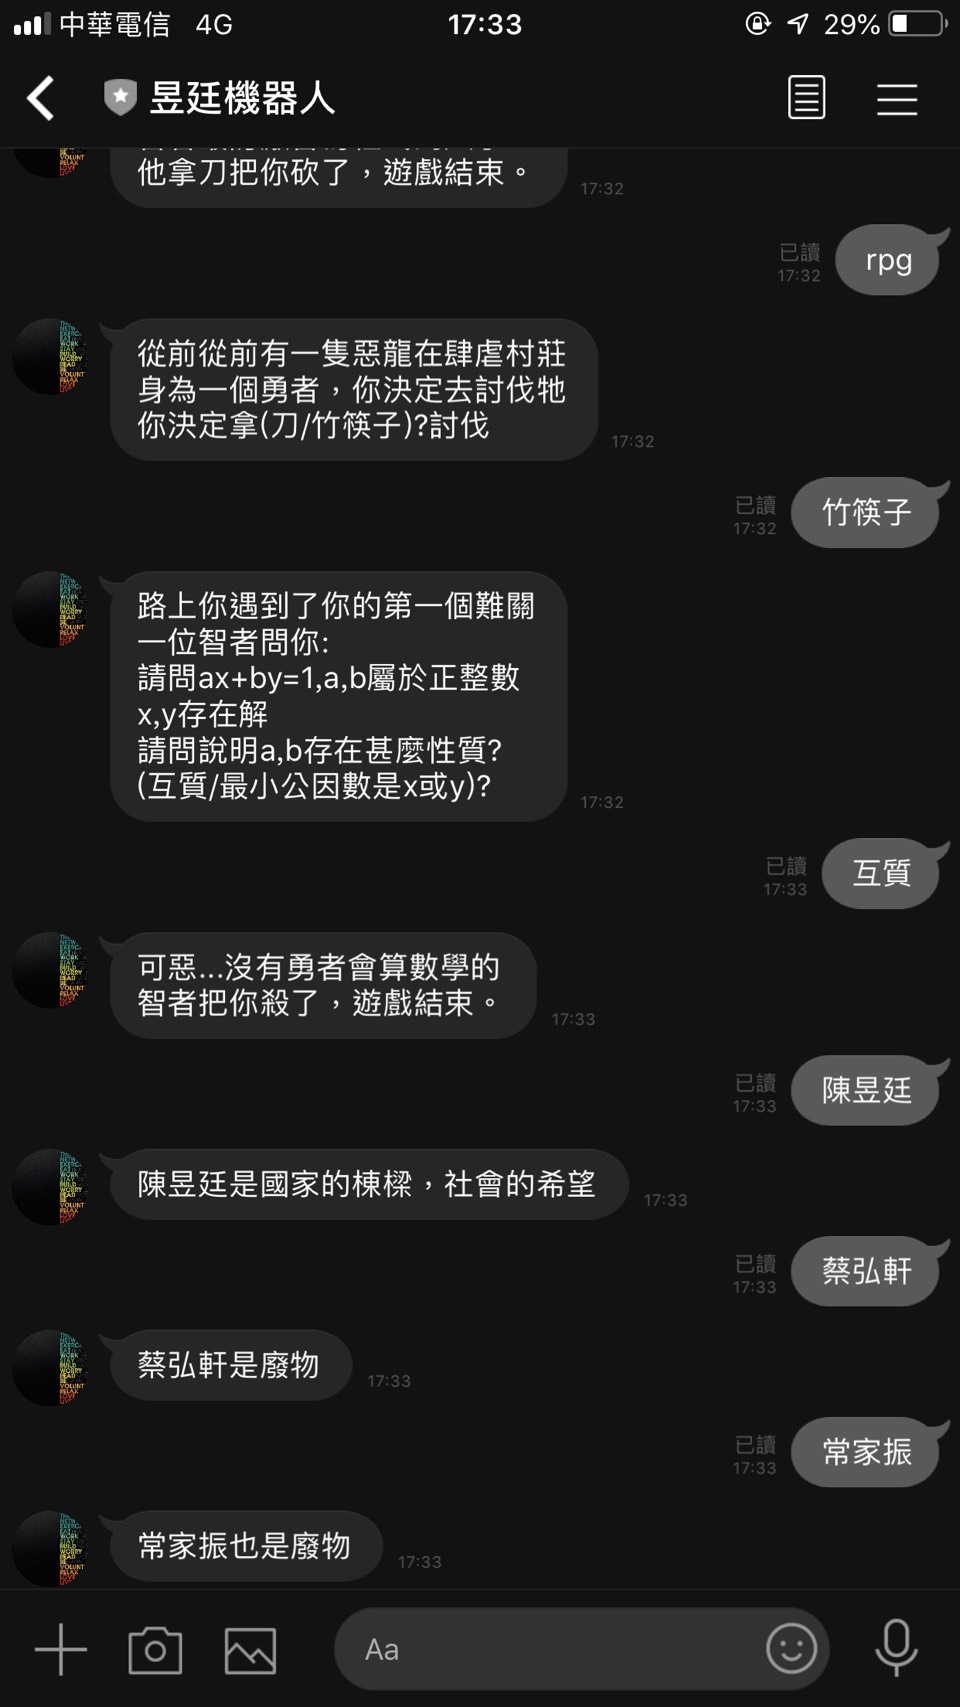 中華電信 4G 17:33 29%
昱廷機器人
他拿刀把你砍了，遊戲結束。
17:32
已讀
17:32
rpg
從前從前有一隻惡龍在肆虐村莊
身為一個勇者，你決定去討伐牠
你決定拿(刀/竹筷子)?討伐
17:32
已讀
17:32
竹筷子
路上你遇到了你的第一個難關
一位智者問你:
請問ax+by=1,a,b屬於正整數
x,y存在解
請問說明a,b存在甚麼性質?
(互質/最小公因數是x或y)?
17:32
已讀
17:33
互質
可惡...沒有勇者會算數學的
智者把你殺了，遊戲結束。
17:33
已讀
17:33
陳昱廷
陳昱廷是國家的棟樑，社會的希望
17:33
已讀
17:33
蔡弘軒
蔡弘軒是廢物
17:33
已讀
17:33
常家振
常家振也是廢物
17:33
Aa